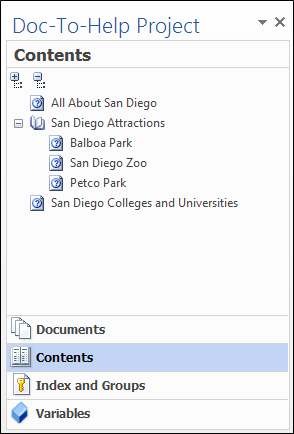 Doc-To-Help Project
Contents
All About San Diego
San Diego Attractions
Balboa Park
San Diego Zoo
Petco Park
San Diego Colleges and Universities
Documents
Contents
Index and Groups
Variables